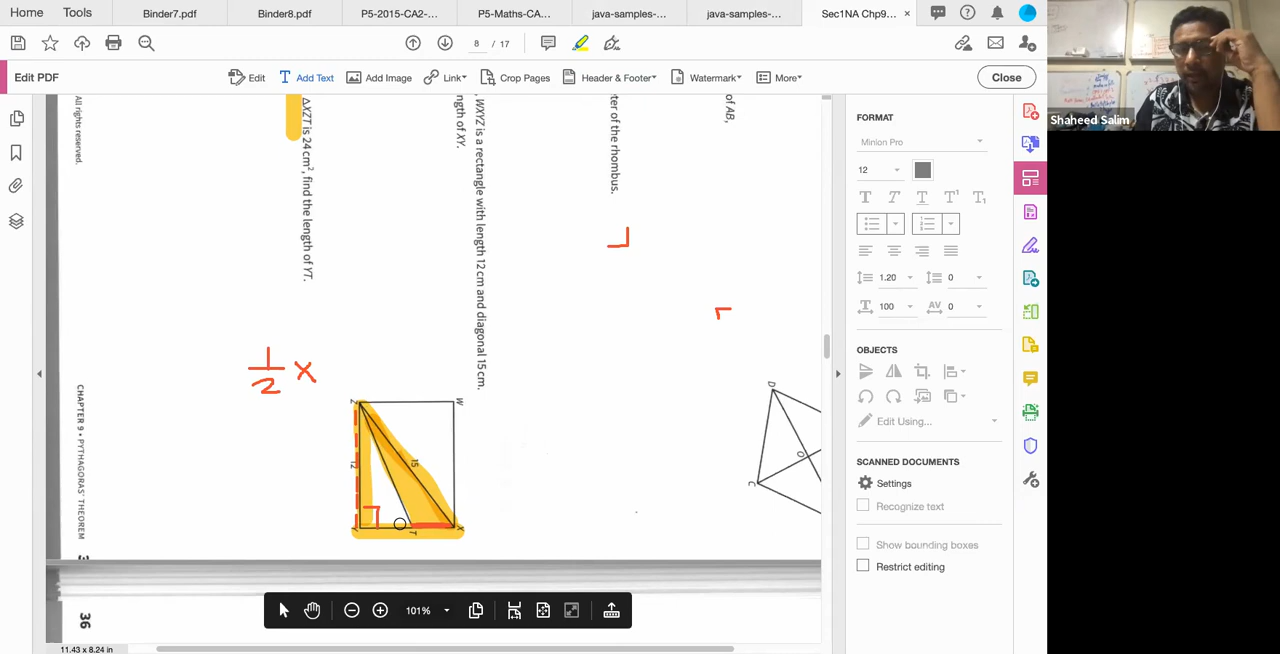 Home Tools Binder7.pdf Binder8.pdf P5-2015-CA2-... P5-Maths-CA... java-samples-... java-samples-... Sec1NA Chp9... ×
8 / 17
Edit PDF Edit Add Text Add Image Link Crop Pages Header & Footer Watermark More Close
Shaheed Salim
of AB,
ter of the rhombus.
, WXYZ is a rectangle with length 12 cm and diagonal 15 cm.
ngth of XY.
ΔXZT is 24 cm², find the length of YT.
All rights reserved.
CHAPTER 9 • PYTHAGORAS' THEOREM
1/2 ×
Z
W
12
15
Y
T
X
D
O
C
36
FORMAT
Minion Pro
12
1.20 0
100 AV 0
OBJECTS
Edit Using...
SCANNED DOCUMENTS
Settings
Recognize text
Show bounding boxes
Restrict editing
101%
11.43 x 8.24 in